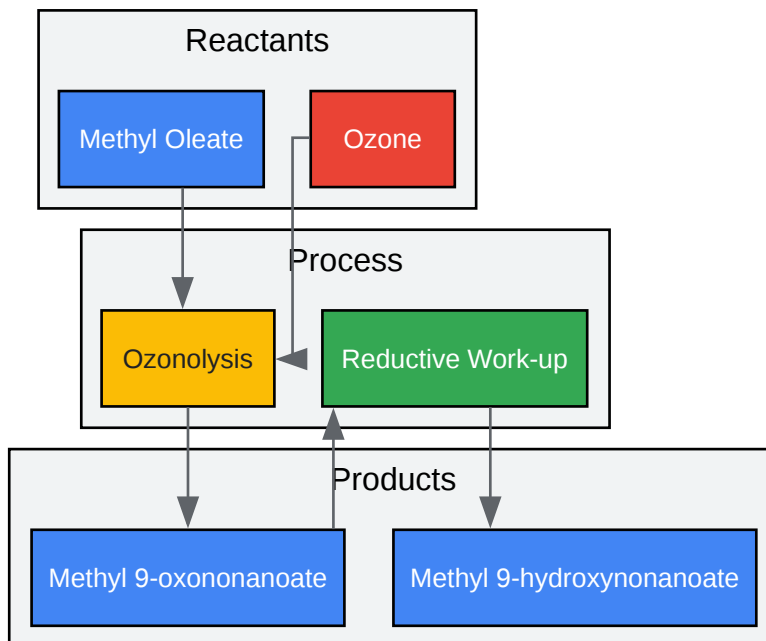 Reactants
Methyl Oleate
Ozone
Process
Ozonolysis
Reductive Work-up
Products
Methyl 9-oxononanoate
Methyl 9-hydroxynonanoate